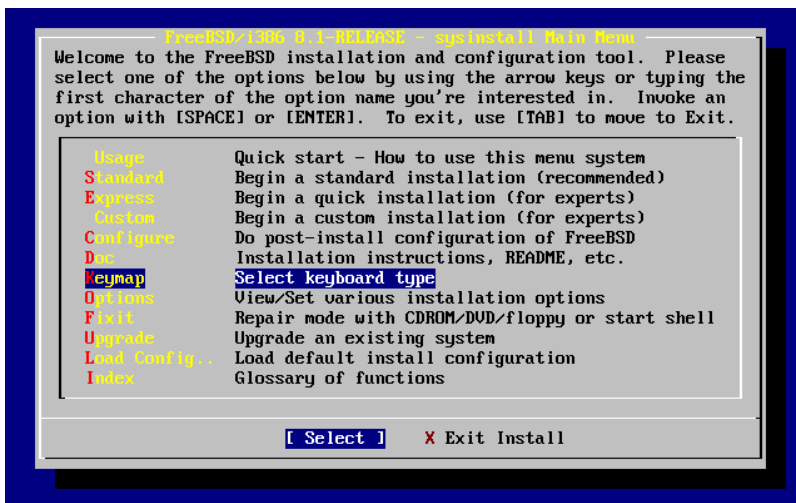 FreeBSD/i386 8.1-RELEASE - sysinstall Main Menu
Welcome to the FreeBSD installation and configuration tool.  Please
select one of the options below by using the arrow keys or typing the
first character of the option name you're interested in.  Invoke an
option with [SPACE] or [ENTER].  To exit, use [TAB] to move to Exit.
Usage Quick start - How to use this menu system
Standard Begin a standard installation (recommended)
Express Begin a quick installation (for experts)
Custom Begin a custom installation (for experts)
Configure Do post-install configuration of FreeBSD
Doc Installation instructions, README, etc.
Keymap Select keyboard type
Options View/Set various installation options
Fixit Repair mode with CDROM/DVD/floppy or start shell
Upgrade Upgrade an existing system
Load Config.. Load default install configuration
Index Glossary of functions
[ Select ] X Exit Install